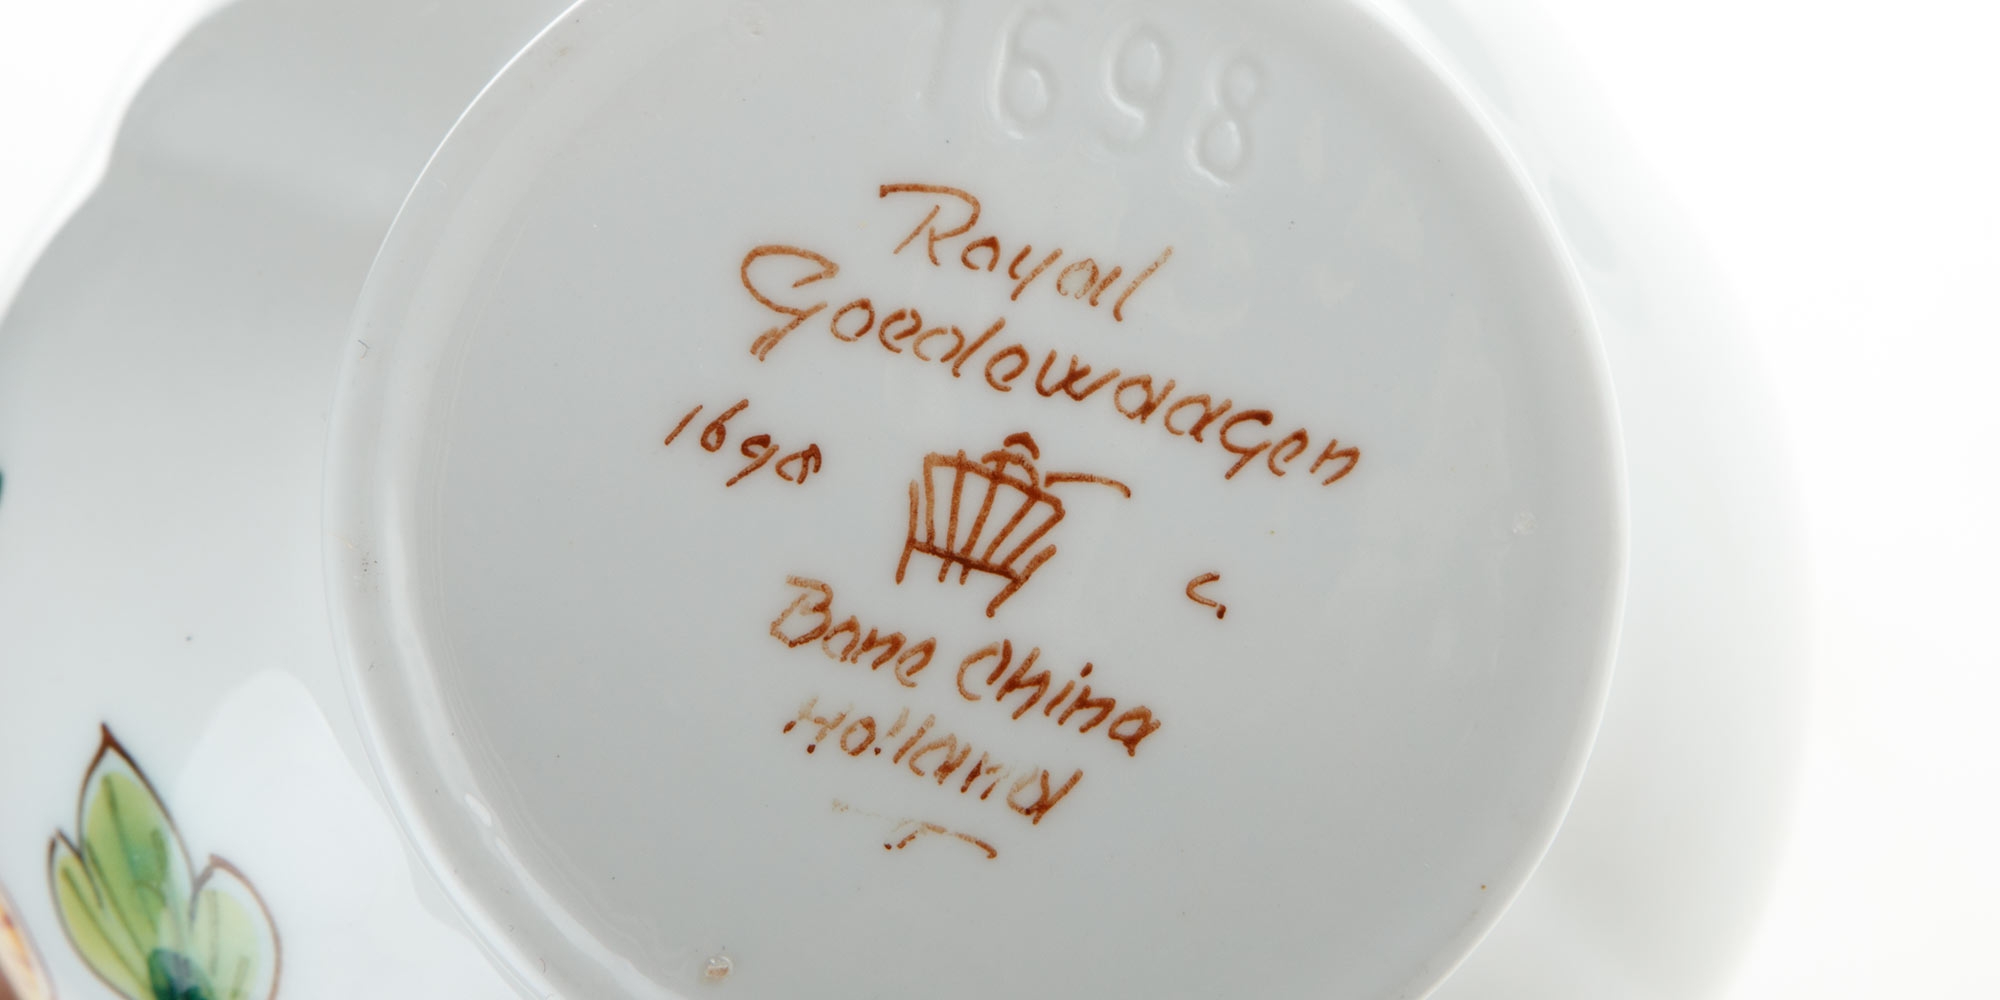 1698
Royal
Goedewaagen
1698
C.
Bone China
Holland